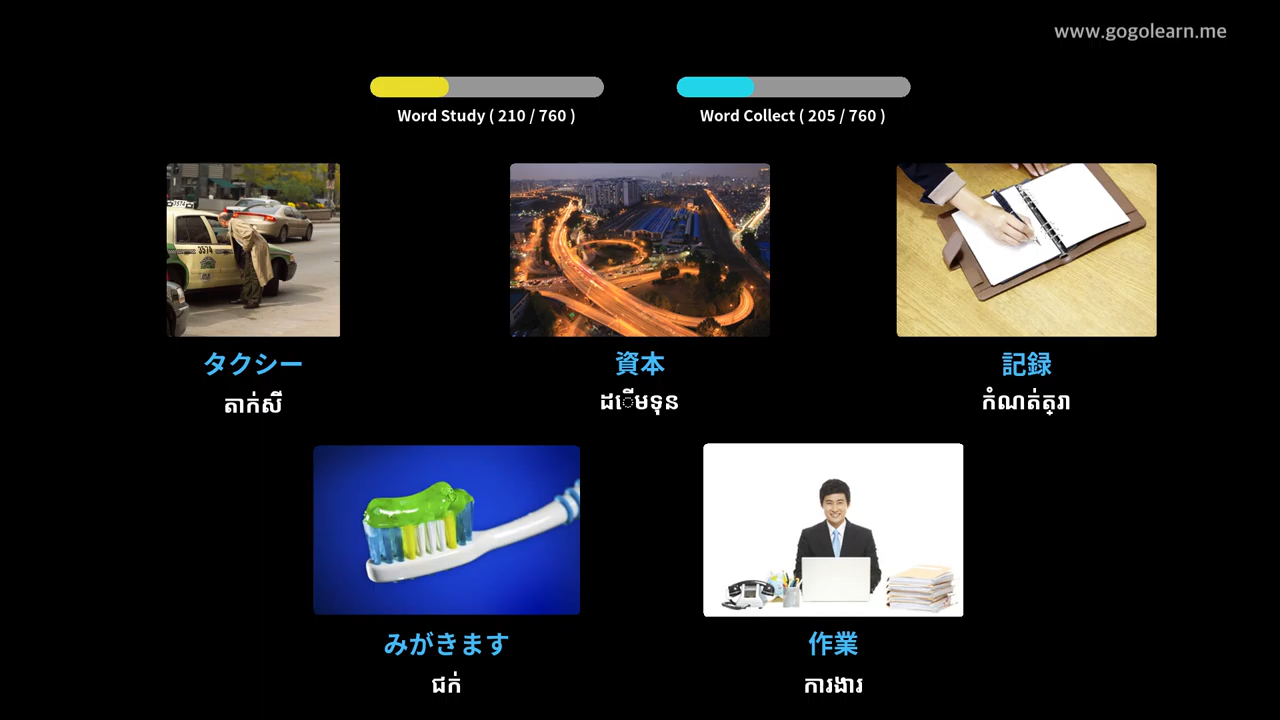 www.gogolearn.me
Word Study ( 210 / 760 )
Word Collect ( 205 / 760 )
タクシー
តាក់ស៊ី
資本
ដេីមទុន
記録
កំណត់ត្រា
みがきます
ជក់
作業
ការងារ